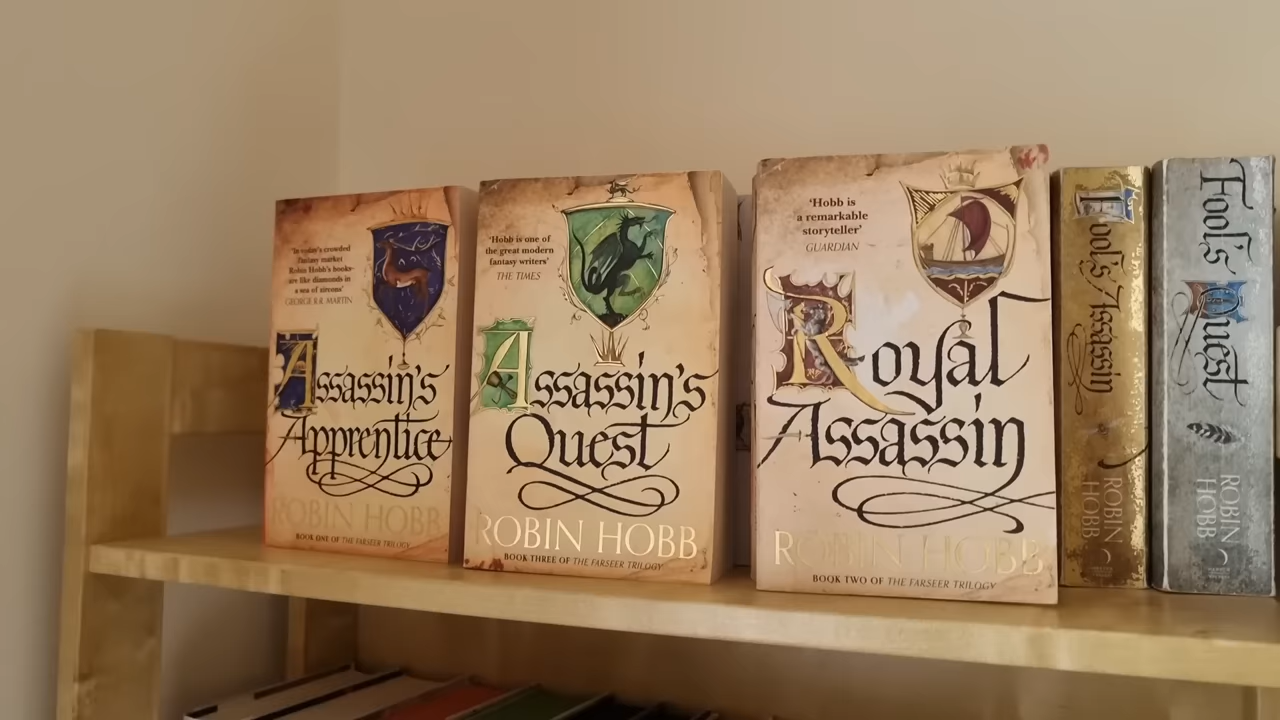 'In today's crowded
fantasy market
Robin Hobb's books
are like diamonds in
a sea of zircons'
GEORGE R.R. MARTIN
Assassin's
Apprentice
ROBIN HOBB
BOOK ONE OF THE FARSEER TRILOGY
'Hobb is one of
the great modern
fantasy writers'
THE TIMES
Assassin's
Quest
ROBIN HOBB
BOOK THREE OF THE FARSEER TRILOGY
'Hobb is
a remarkable
storyteller'
GUARDIAN
Royal
Assassin
ROBIN HOBB
BOOK TWO OF THE FARSEER TRILOGY
Fool's Assassin
ROBIN
HOBB
Fool's Quest
ROBIN
HOBB